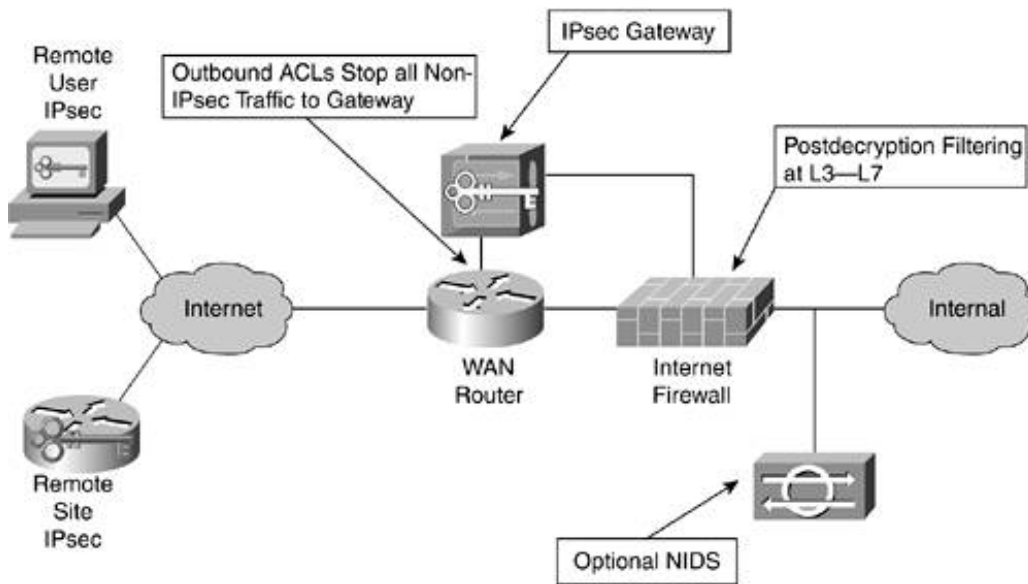 IPsec Gateway
Remote
User
IPsec
Outbound ACLs Stop all Non-
IPsec Traffic to Gateway
Postdecryption Filtering
at L3—L7
Internet
WAN
Router
Internet
Firewall
Internal
Remote
Site
IPsec
Optional NIDS